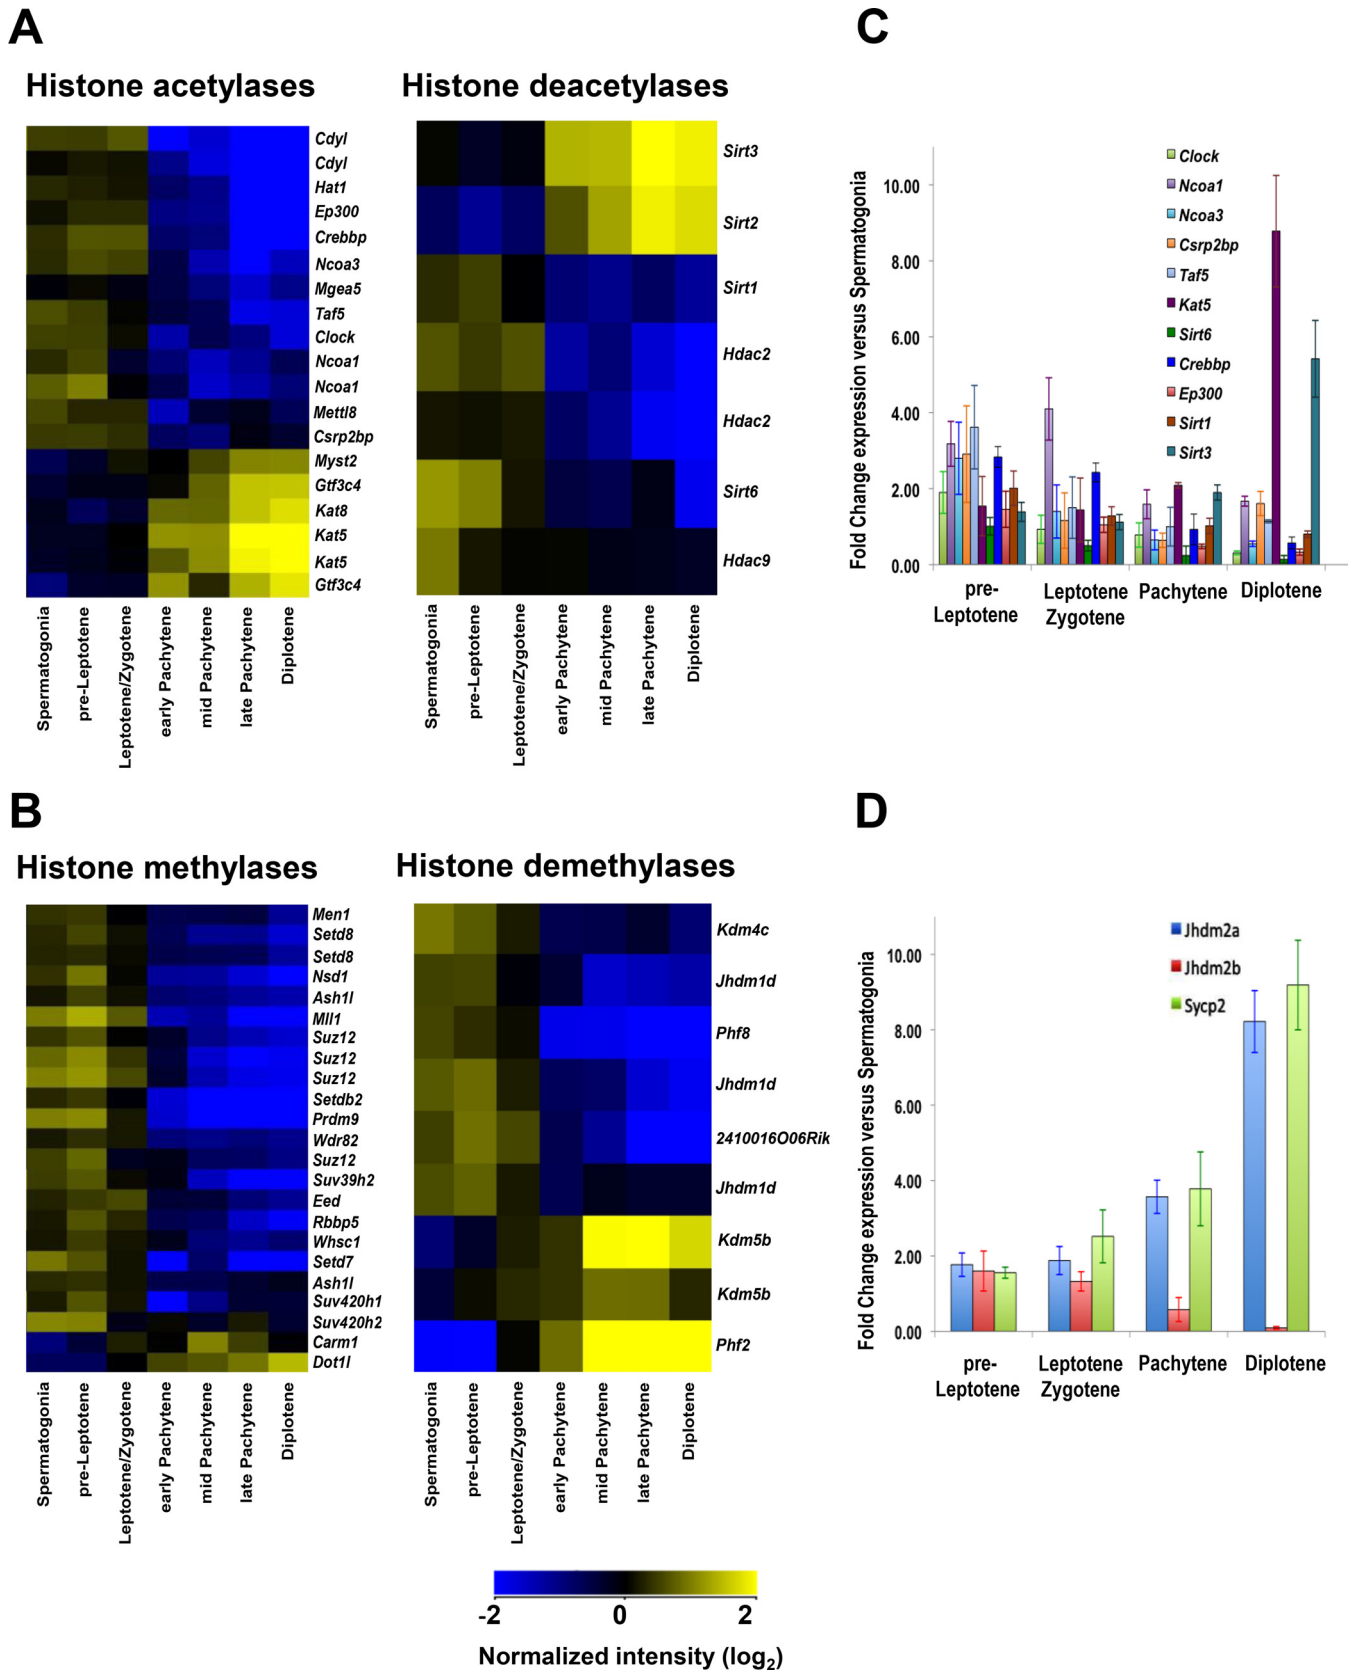 A
Histone acetylases
Cdyl
Cdyl
Hat1
Ep300
Crebbp
Ncoa3
Mgea5
Taf5
Clock
Ncoa1
Ncoa1
Mettl8
Csrp2bp
Myst2
Gtf3c4
Kat8
Kat5
Kat5
Gtf3c4
Spermatogonia
pre-Leptotene
Leptotene/Zygotene
early Pachytene
mid Pachytene
late Pachytene
Diplotene
Histone deacetylases
Sirt3
Sirt2
Sirt1
Hdac2
Hdac2
Sirt6
Hdac9
Spermatogonia
pre-Leptotene
Leptotene/Zygotene
early Pachytene
mid Pachytene
late Pachytene
Diplotene
C
Fold Change expression versus Spermatogonia
10.00
8.00
6.00
4.00
2.00
0.00
Clock
Ncoa1
Ncoa3
Csrp2bp
Taf5
Kat5
Sirt6
Crebbp
Ep300
Sirt1
Sirt3
pre-
Leptotene
Leptotene
Zygotene
Pachytene
Diplotene
B
Histone methylases
Men1
Setd8
Setd8
Nsd1
Ash1l
Mll1
Suz12
Suz12
Suz12
Setdb2
Prdm9
Wdr82
Suz12
Suv39h2
Eed
Rbbp5
Whsc1
Setd7
Ash1l
Suv420h1
Suv420h2
Carm1
Dot1l
Spermatogonia
pre-Leptotene
Leptotene/Zygotene
early Pachytene
mid Pachytene
late Pachytene
Diplotene
Histone demethylases
Kdm4c
Jhdm1d
Phf8
Jhdm1d
2410016O06Rik
Jhdm1d
Kdm5b
Kdm5b
Phf2
Spermatogonia
pre-Leptotene
Leptotene/Zygotene
early Pachytene
mid Pachytene
late Pachytene
Diplotene
-2 0 2
Normalized intensity (log2)
D
Fold Change expression versus Spermatogonia
10.00
8.00
6.00
4.00
2.00
0.00
Jhdm2a
Jhdm2b
Sycp2
pre-
Leptotene
Leptotene
Zygotene
Pachytene
Diplotene